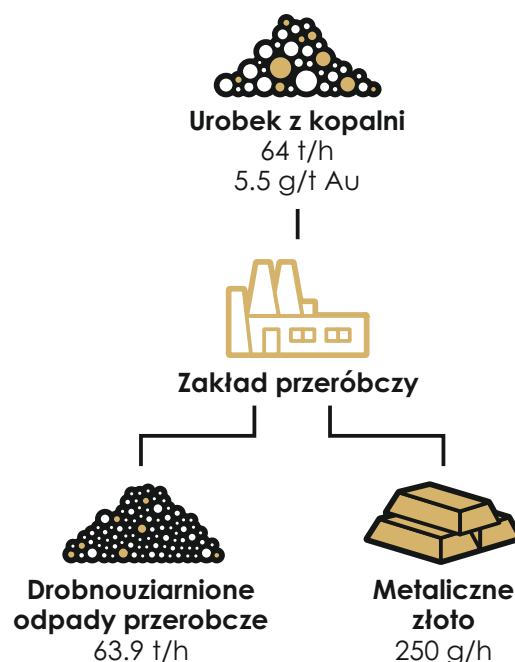 Urobek z kopalni
64 t/h
5.5 g/t Au
Zakład przeróbczy
Drobnouziarnione
odpady przerobcze
63.9 t/h
Metaliczne
złoto
250 g/h